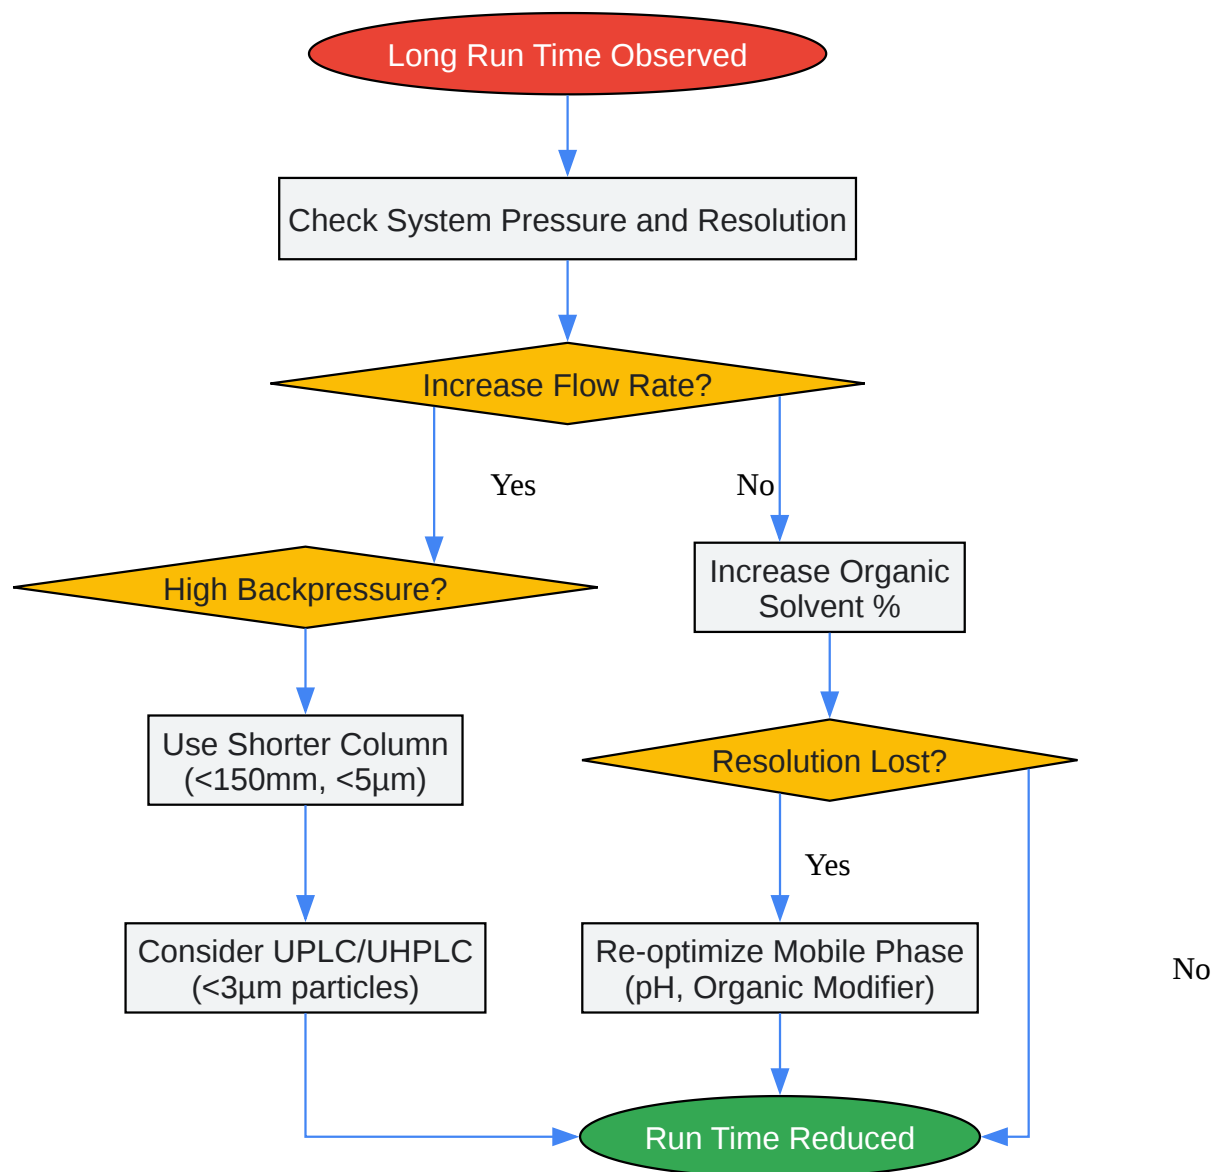 Long Run Time Observed
Check System Pressure and Resolution
Increase Flow Rate?
Yes
No
High Backpressure?
Increase Organic
Solvent %
Use Shorter Column
(<150mm, <5µm)
Resolution Lost?
Yes
Consider UPLC/UHPLC
(<3µm particles)
Re-optimize Mobile Phase
(pH, Organic Modifier)
No
Run Time Reduced